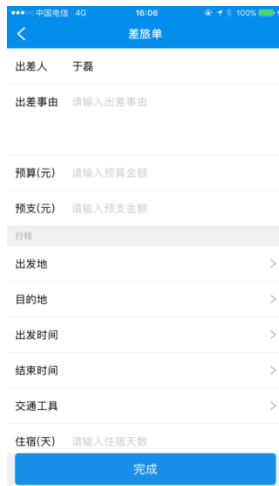 中国电信 4G 16:06 100%
差旅单
出差人 于磊
出差事由 请输入出差事由
预算(元) 请输入预算金额
预支(元) 请输入预支金额
行程
出发地
目的地
出发时间
结束时间
交通工具
住宿(天) 请输入住宿天数
完成